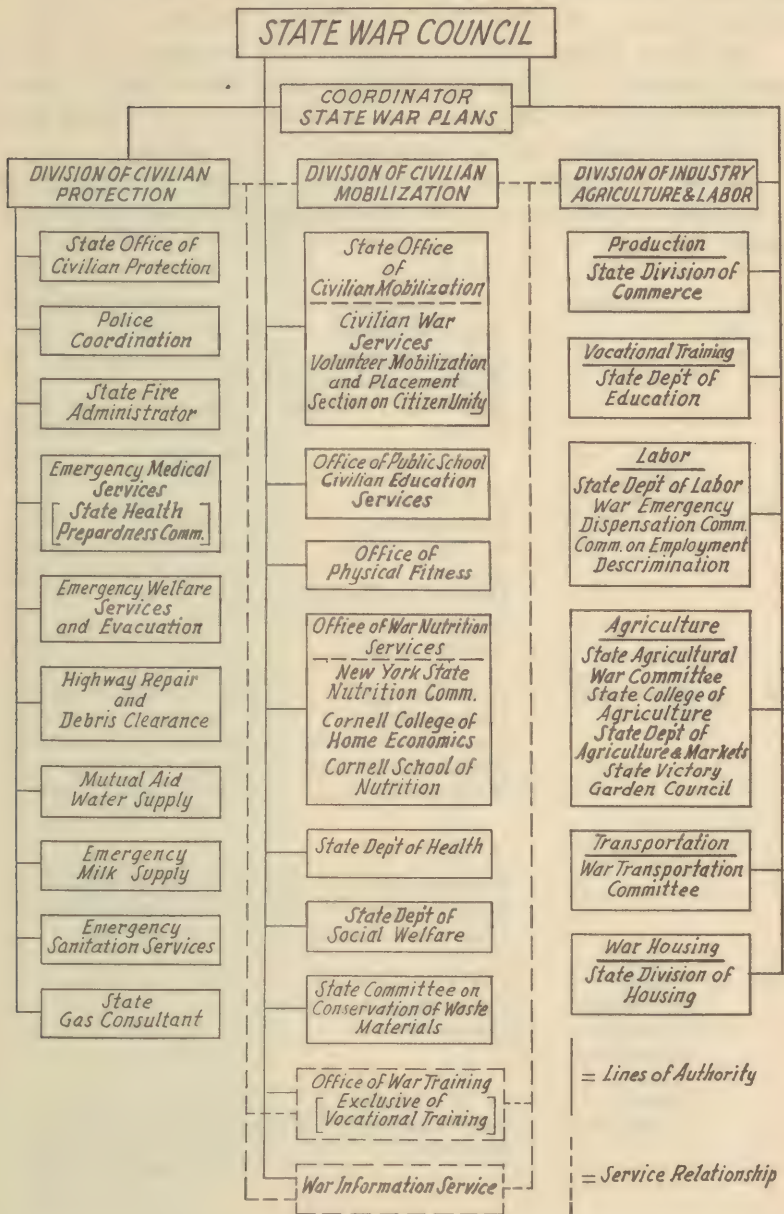 STATE WAR COUNCIL
COORDINATOR
STATE WAR PLANS
DIVISION OF CIVILIAN
PROTECTION
State Office of
Civilian Protection
Police
Coordination
State Fire
Administrator
Emergency Medical
Services
[State Health
Prepardness Comm.]
Emergency Welfare
Services
and Evacuation
Highway Repair
and
Debris Clearance
Mutual Aid
Water Supply
Emergency
Milk Supply
Emergency
Sanitation Services
State
Gas Consultant
DIVISION OF CIVILIAN
MOBILIZATION
State Office
of
Civilian Mobilization
Civilian War
Services
Volunteer Mobilization
and Placement
Section on Citizen Unity
Office of Public School
Civilian Education
Services
Office of
Physical Fitness
Office of War Nutrition
Services
New York State
Nutrition Comm.
Cornell College of
Home Economics
Cornell School of
Nutrition
State Dep't of Health
State Dep't of
Social Welfare
State Committee on
Conservation of Waste
Materials
Office of War Training
[Exclusive of
Vocational Training]
War Information Service
DIVISION OF INDUSTRY
AGRICULTURE & LABOR
Production
State Division of
Commerce
Vocational Training
State Dep't of
Education
Labor
State Dep't of Labor
War Emergency
Dispensation Comm.
Comm. on Employment
Descrimination
Agriculture
State Agricultural
War Committee
State College of
Agriculture
State Dept of
Agriculture & Markets
State Victory
Garden Council
Transportation
War Transportation
Committee
War Housing
State Division of
Housing
= Lines of Authority
= Service Relationship